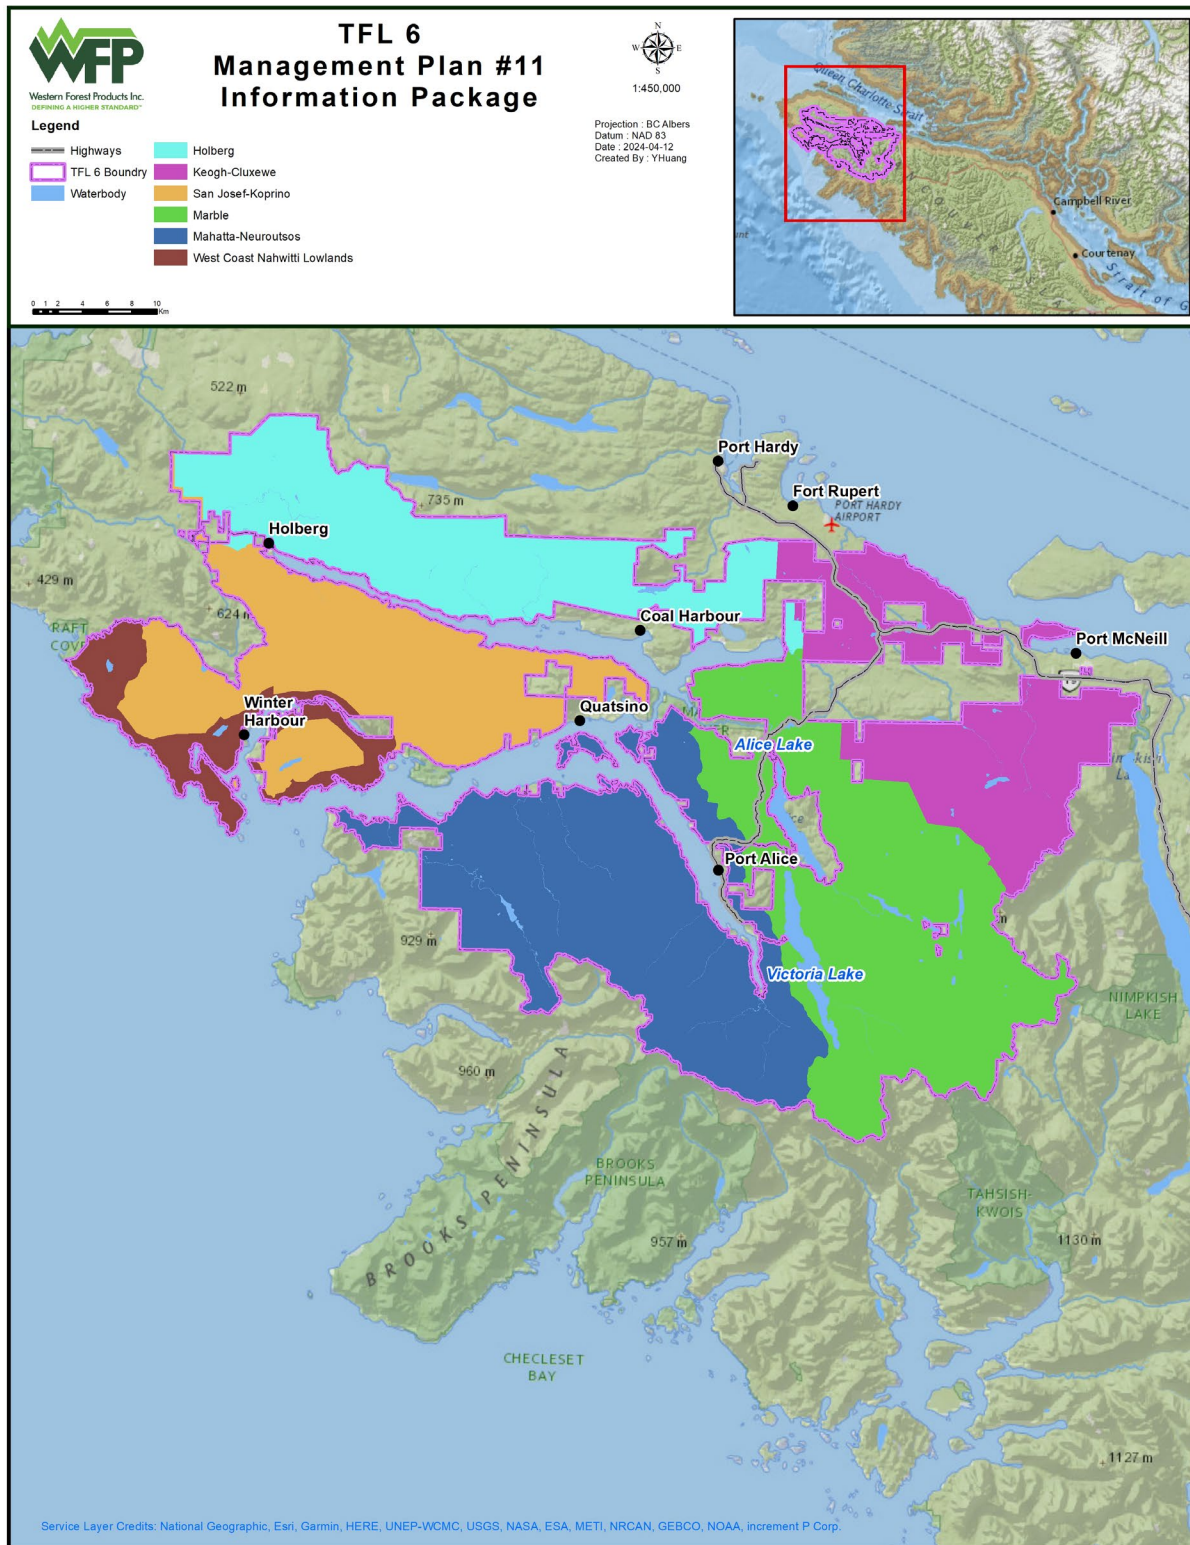 WFP
Western Forest Products Inc.
DEFINING A HIGHER STANDARD™
TFL 6
Management Plan #11
Information Package
N
W E
S
1:450,000
Projection : BC Albers
Datum : NAD 83
Date : 2024-04-12
Created By : YHuang
Legend
Highways
TFL 6 Boundry
Waterbody
Holberg
Keogh-Cluxewe
San Josef-Koprino
Marble
Mahatta-Neuroutsos
West Coast Nahwitti Lowlands
0 1 2 4 6 8 10
Km
Queen Charlotte Strait
Campbell River
Courtenay
Strait of G
522 m
Port Hardy
735 m
Fort Rupert
PORT HARDY
AIRPORT
Holberg
429 m
624 m
RAFT
COV
Coal Harbour
Port McNeill
19
Winter
Harbour
Quatsino
Alice Lake
Port Alice
929 m
Victoria Lake
NIMPKISH
LAKE
960 m
BROOKS PENINSULA
BROOKS
PENINSULA
TAHSISH-
KWOIS
957 m
1130 m
CHECLESET
BAY
1127 m
Service Layer Credits: National Geographic, Esri, Garmin, HERE, UNEP-WCMC, USGS, NASA, ESA, METI, NRCAN, GEBCO, NOAA, increment P Corp.